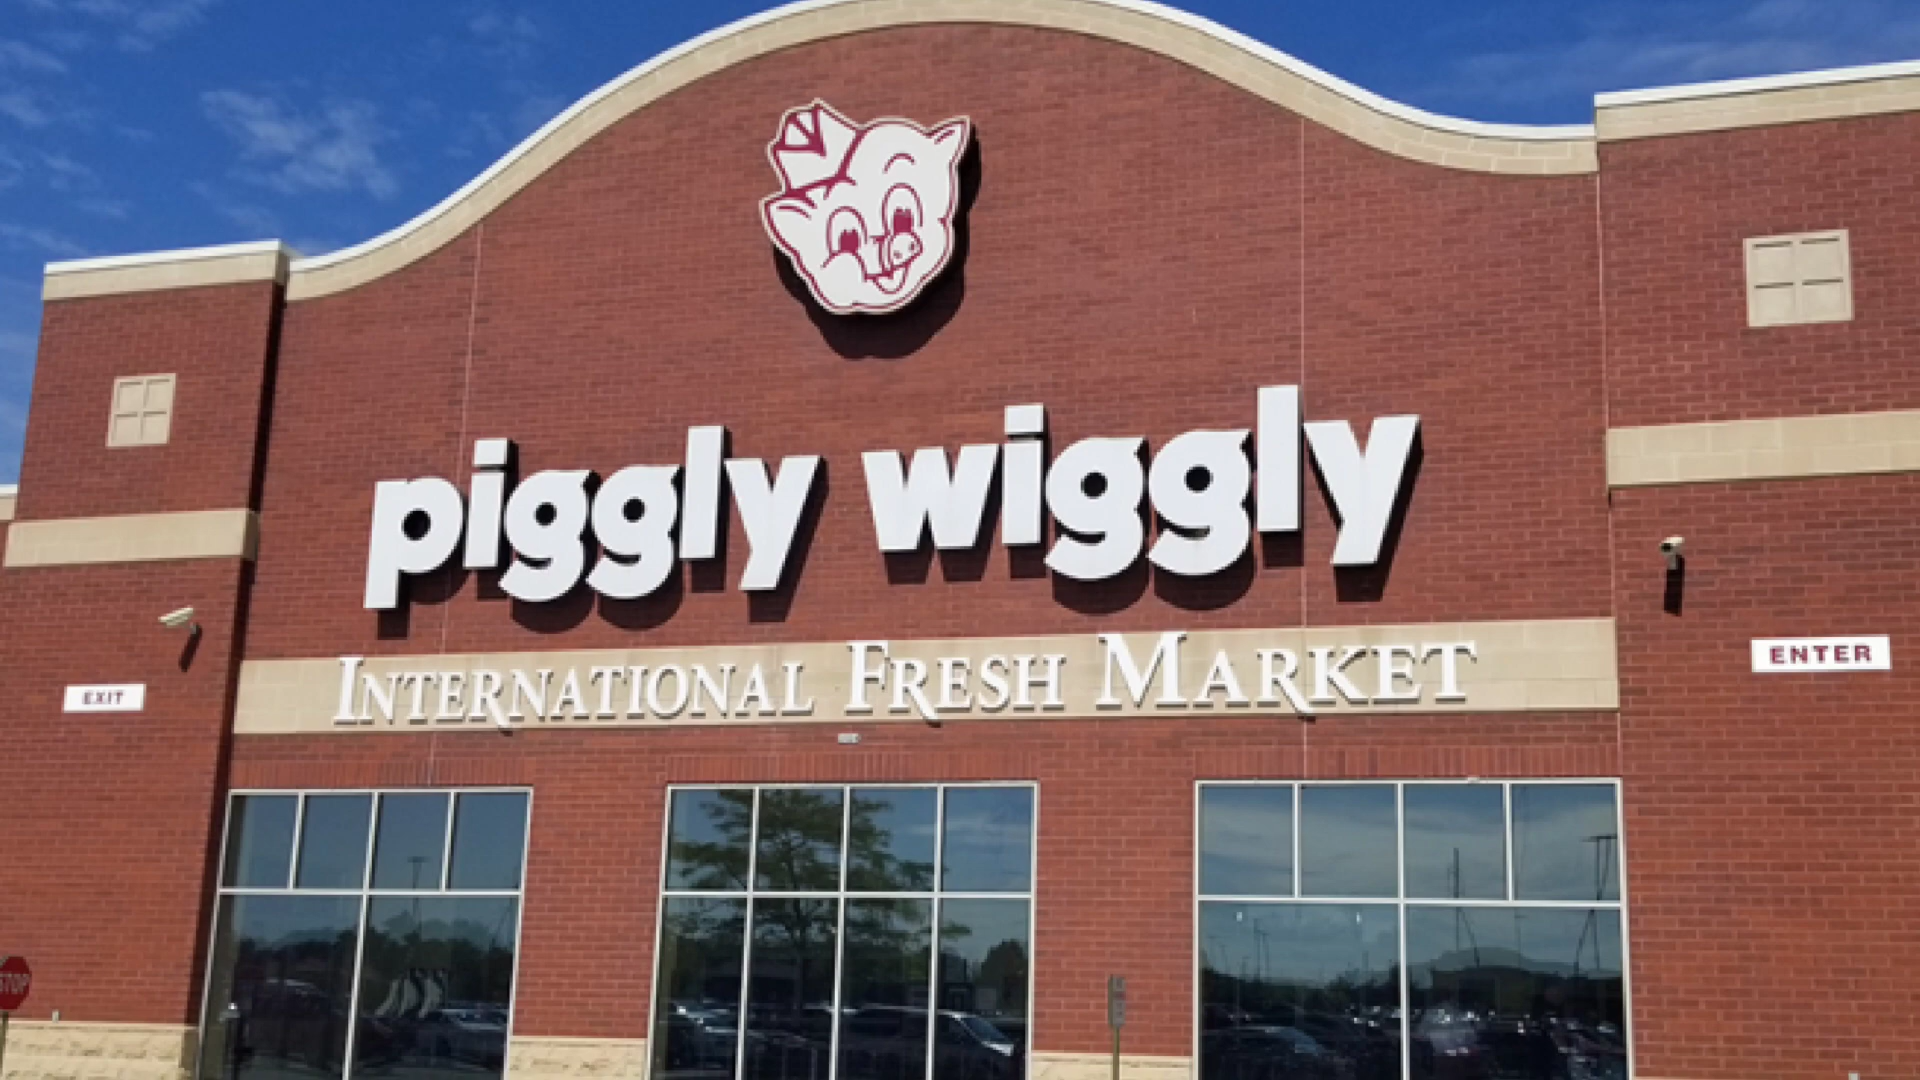 piggly wiggly
INTERNATIONAL FRESH MARKET
EXIT
ENTER
STOP